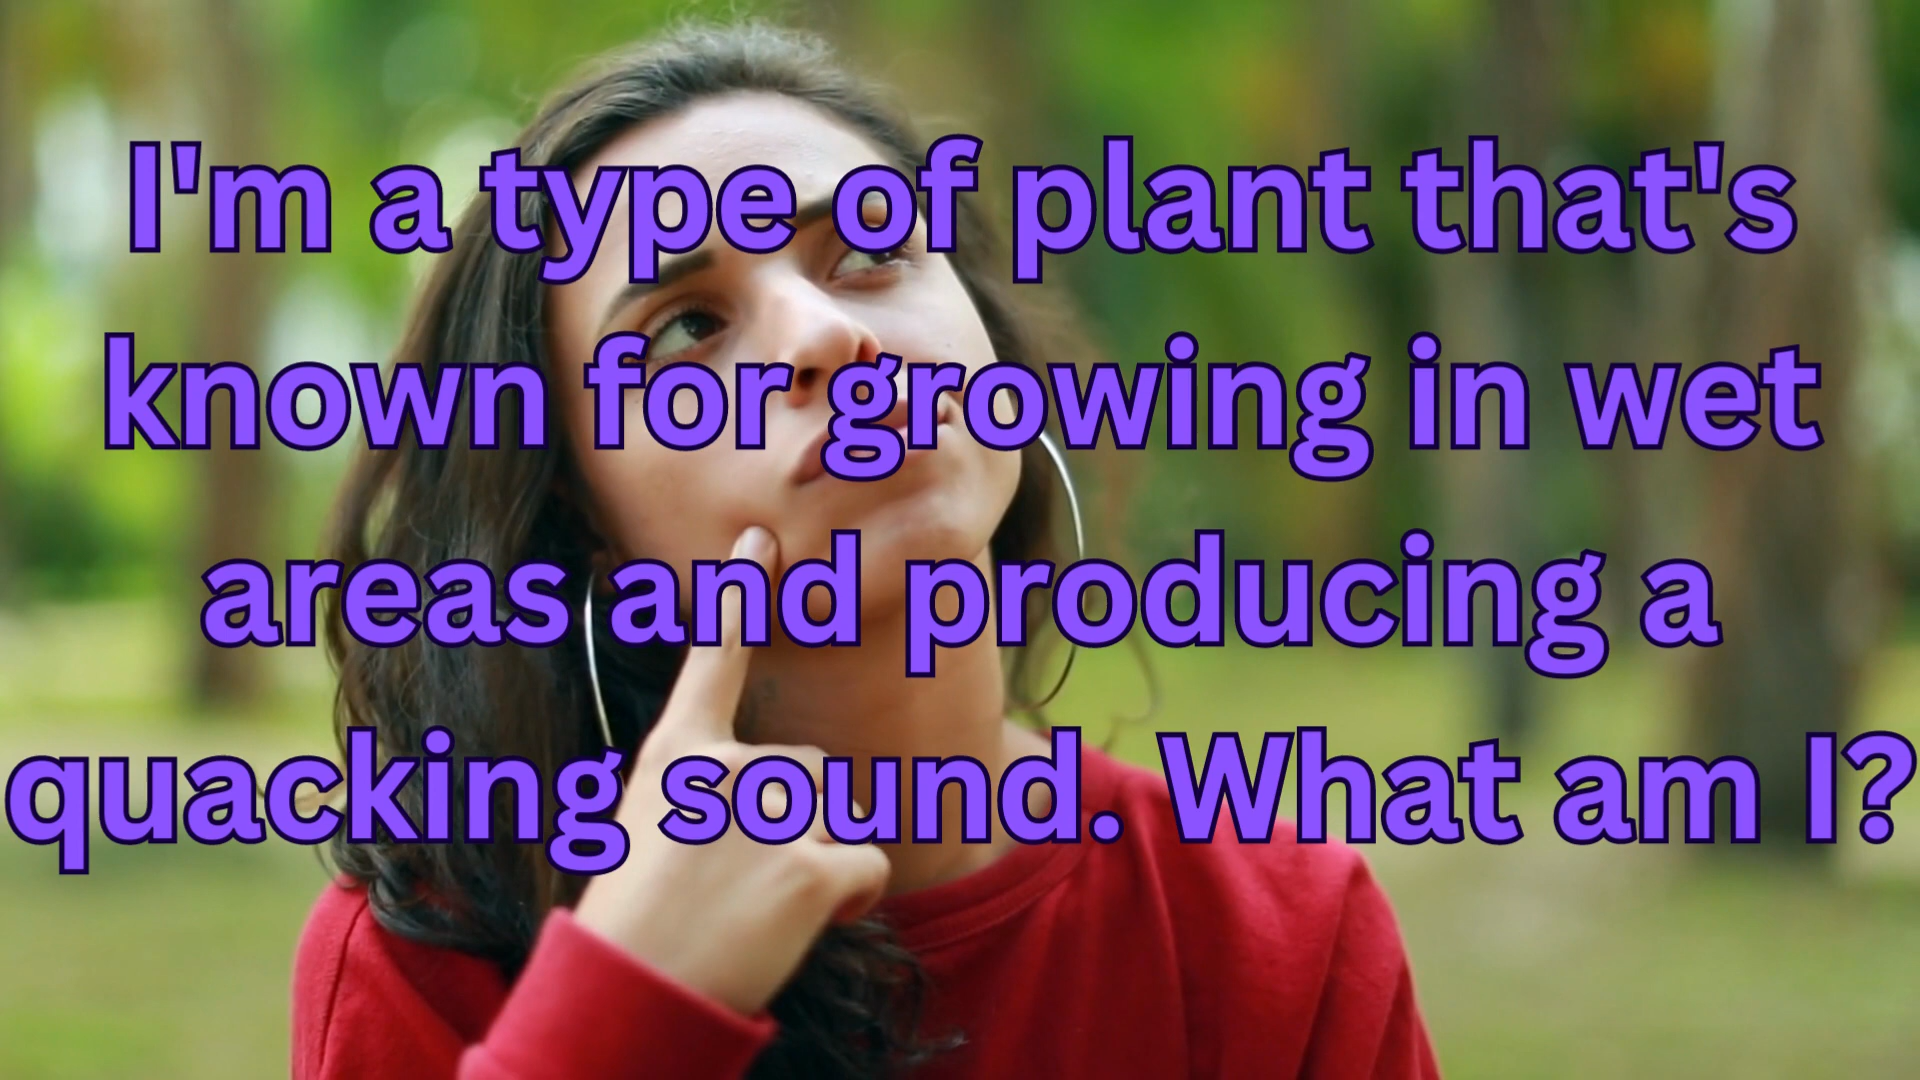 I'm a type of plant that's
known for growing in wet
areas and producing a
quacking sound. What am I?